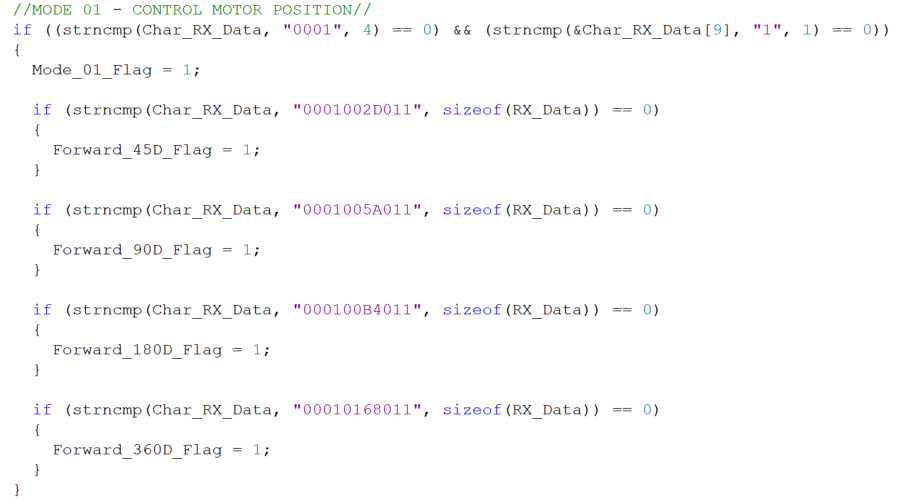 //MODE 01 - CONTROL MOTOR POSITION//
if ((strncmp(Char_RX_Data, "0001", 4) == 0) && (strncmp(&Char_RX_Data[9], "1", 1) == 0))
{
  Mode_01_Flag = 1;

  if (strncmp(Char_RX_Data, "0001002D011", sizeof(RX_Data)) == 0)
  {
    Forward_45D_Flag = 1;
  }

  if (strncmp(Char_RX_Data, "0001005A011", sizeof(RX_Data)) == 0)
  {
    Forward_90D_Flag = 1;
  }

  if (strncmp(Char_RX_Data, "000100B4011", sizeof(RX_Data)) == 0)
  {
    Forward_180D_Flag = 1;
  }

  if (strncmp(Char_RX_Data, "00010168011", sizeof(RX_Data)) == 0)
  {
    Forward_360D_Flag = 1;
  }
}